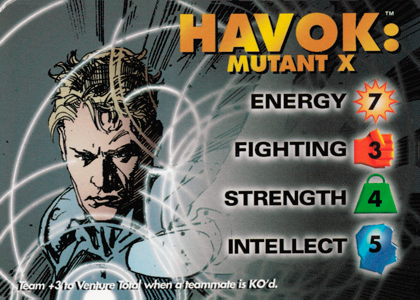 HAVOK:™
MUTANT X
ENERGY 7
FIGHTING 3
STRENGTH 4
INTELLECT 5
Team +3 to Venture Total when a teammate is KO'd.